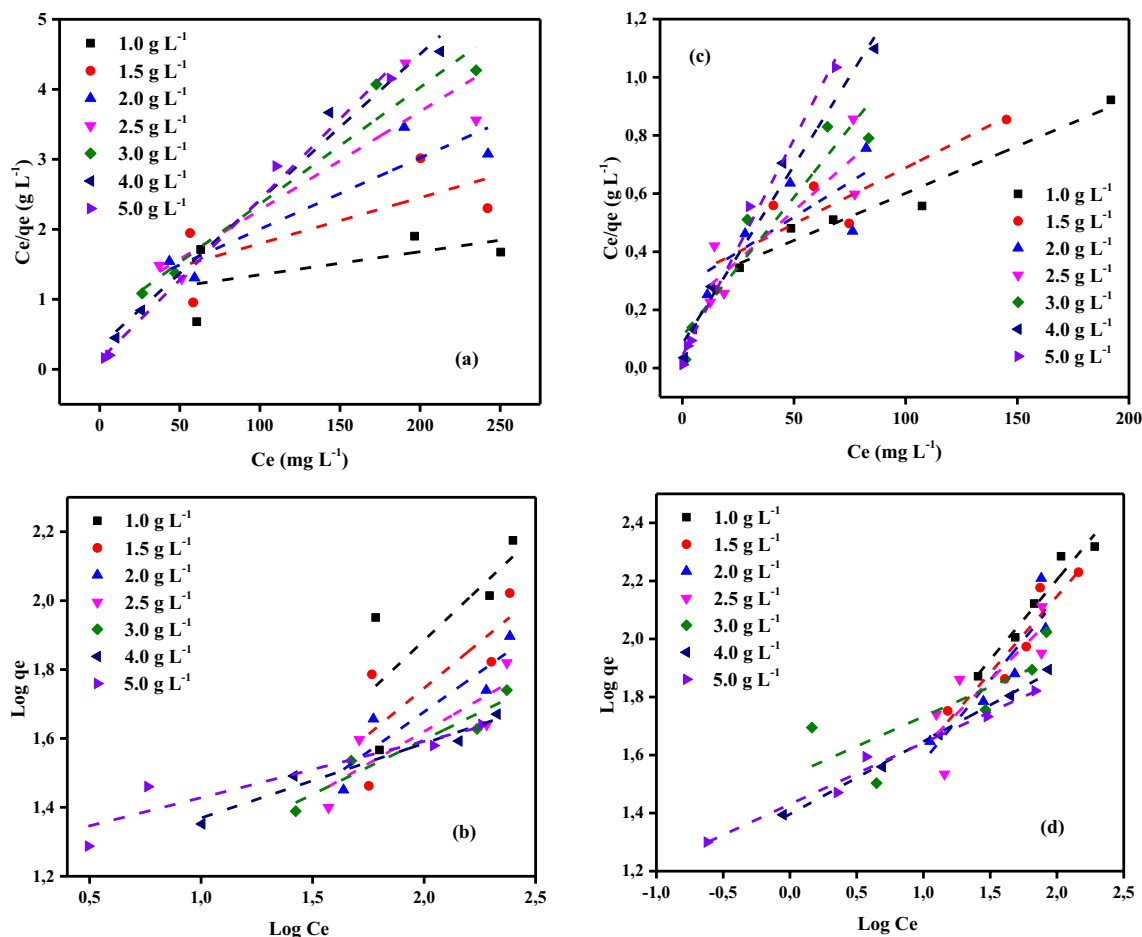 5
4
3
2
1
0
Ce/qe (g L⁻¹)
1.0 g L⁻¹
1.5 g L⁻¹
2.0 g L⁻¹
2.5 g L⁻¹
3.0 g L⁻¹
4.0 g L⁻¹
5.0 g L⁻¹
(a)
0
50
100
150
200
250
Ce (mg L⁻¹)
1,2
1,0
0,8
0,6
0,4
0,2
0,0
Ce/qe (g L⁻¹)
(c)
1.0 g L⁻¹
1.5 g L⁻¹
2.0 g L⁻¹
2.5 g L⁻¹
3.0 g L⁻¹
4.0 g L⁻¹
5.0 g L⁻¹
0
50
100
150
200
Ce (mg L⁻¹)
2,2
2,0
1,8
1,6
1,4
1,2
Log qe
1.0 g L⁻¹
1.5 g L⁻¹
2.0 g L⁻¹
2.5 g L⁻¹
3.0 g L⁻¹
4.0 g L⁻¹
5.0 g L⁻¹
(b)
0,5
1,0
1,5
2,0
2,5
Log Ce
2,4
2,2
2,0
1,8
1,6
1,4
1,2
Log qe
1.0 g L⁻¹
1.5 g L⁻¹
2.0 g L⁻¹
2.5 g L⁻¹
3.0 g L⁻¹
4.0 g L⁻¹
5.0 g L⁻¹
(d)
-1,0
-0,5
0,0
0,5
1,0
1,5
2,0
2,5
Log Ce